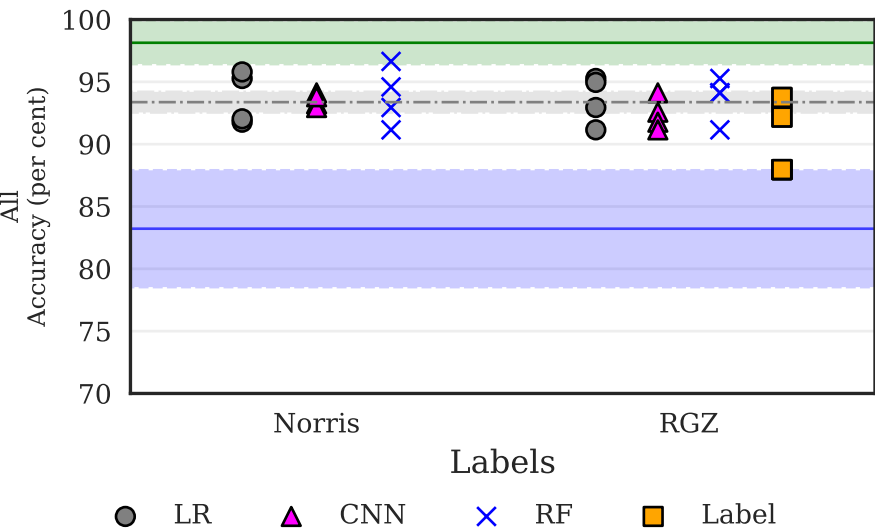 100
95
90
85
80
75
70
All
Accuracy (per cent)
Norris
RGZ
Labels
LR
CNN
RF
Label